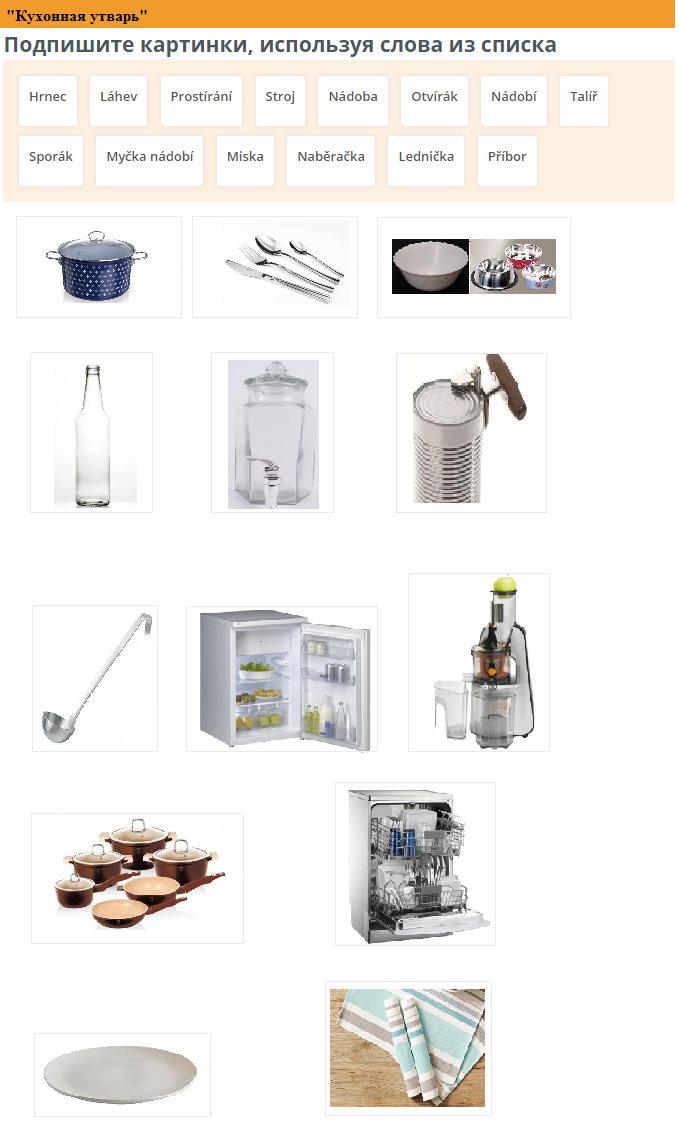 "Кухонная утварь"
Подпишите картинки, используя слова из списка
Hrnec Láhev Prostírání Stroj Nádoba Otvírák Nádobí Talíř
Sporák Myčka nádobí Miska Naběračka Lednička Příbor